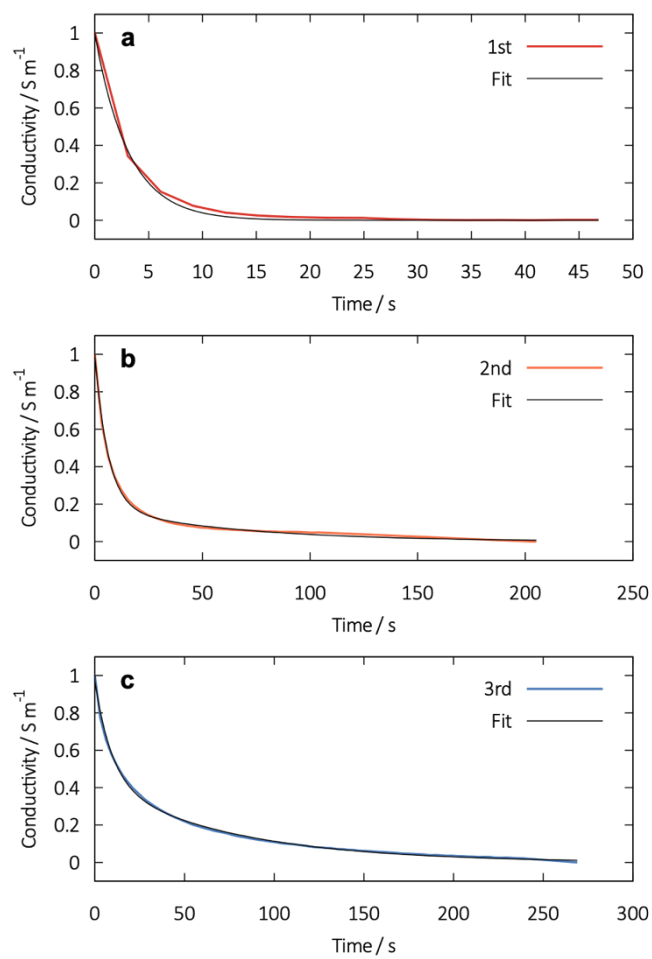 a
1st
Fit
Conductivity / S m⁻¹
1
0.8
0.6
0.4
0.2
0
0 5 10 15 20 25 30 35 40 45 50
Time / s
b
2nd
Fit
Conductivity / S m⁻¹
1
0.8
0.6
0.4
0.2
0
0 50 100 150 200 250
Time / s
c
3rd
Fit
Conductivity / S m⁻¹
1
0.8
0.6
0.4
0.2
0
0 50 100 150 200 250 300
Time / s